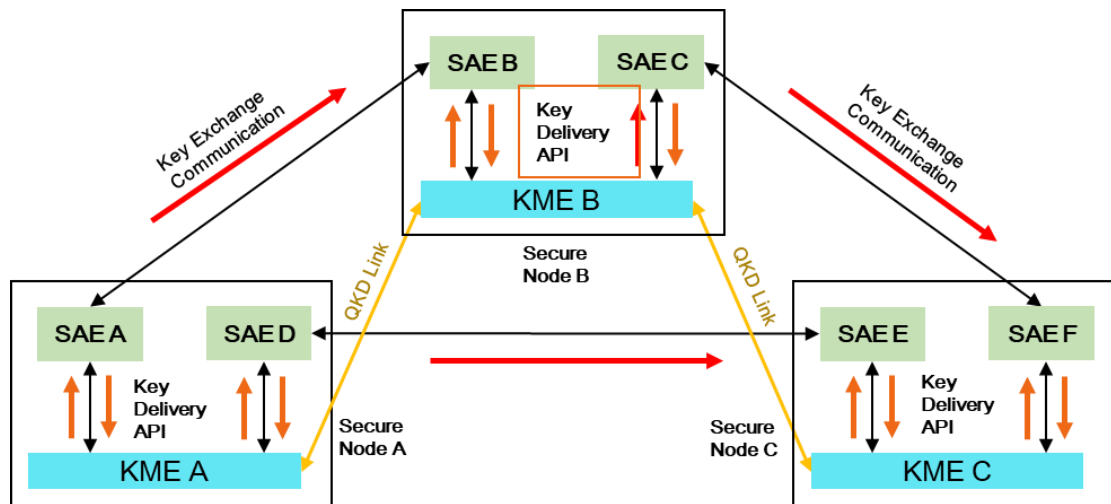 SAE B
SAE C
Key
Delivery
API
KME B
Key Exchange
Communication
Key Exchange
Communication
Secure
Node B
QKD Link
QKD Link
SAE A
SAE D
SAE E
SAE F
Key
Delivery
API
Key
Delivery
API
Secure
Node A
Secure
Node C
KME A
KME C